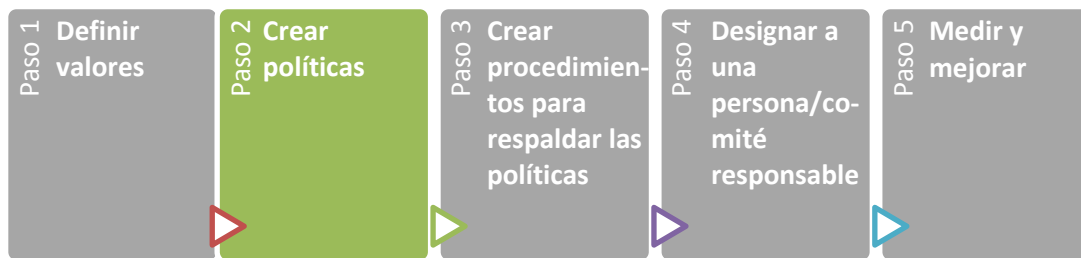 Paso 1
Definir
valores
Paso 2
Crear
políticas
Paso 3
Crear
procedimien-
tos para
respaldar las
políticas
Paso 4
Designar a
una
persona/co-
mité
responsable
Paso 5
Medir y
mejorar